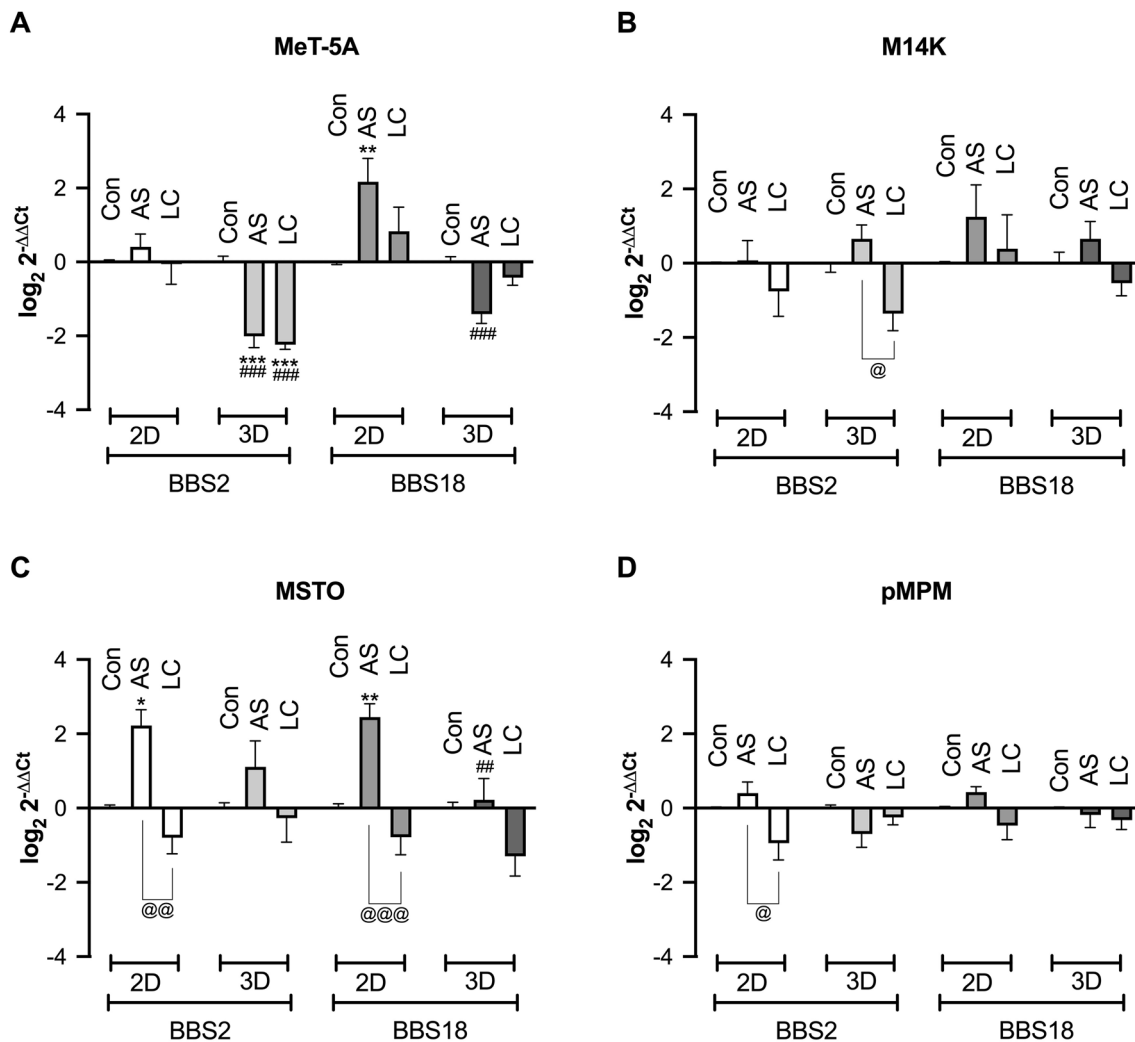 A
MeT-5A
log2 2-ΔΔCt
4
2
0
-2
-4
Con AS LC
Con AS LC
Con AS LC
Con AS LC
**
***
###
***
###
###
2D 3D 2D 3D
BBS2 BBS18
B
M14K
log2 2-ΔΔCt
4
2
0
-2
-4
Con AS LC
Con AS LC
Con AS LC
Con AS LC
@
2D 3D 2D 3D
BBS2 BBS18
C
MSTO
log2 2-ΔΔCt
4
2
0
-2
-4
Con AS LC
Con AS LC
Con AS LC
Con AS LC
*
**
##
@@
@@@
2D 3D 2D 3D
BBS2 BBS18
D
pMPM
log2 2-ΔΔCt
4
2
0
-2
-4
Con AS LC
Con AS LC
Con AS LC
Con AS LC
@
2D 3D 2D 3D
BBS2 BBS18